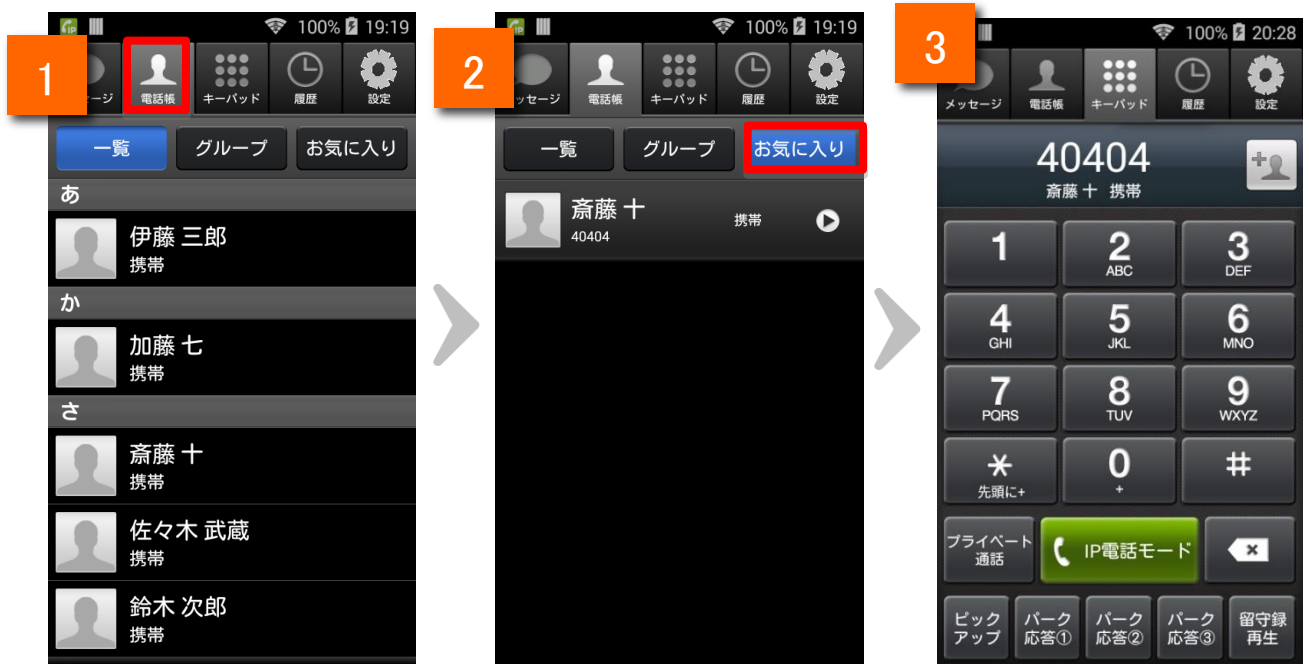 1
100% 19:19
ージ 電話帳 キーパッド 履歴 設定
一覧 グループ お気に入り
あ
伊藤 三郎
携帯
か
加藤 七
携帯
さ
斎藤 十
携帯
佐々木 武蔵
携帯
鈴木 次郎
携帯
2
IP 100% 19:19
ッセージ 電話帳 キーパッド 履歴 設定
一覧 グループ お気に入り
斎藤 十 携帯
40404
3
100% 20:28
メッセージ 電話帳 キーパッド 履歴 設定
40404
斎藤 十 携帯
1 2 3
ABC DEF
4 5 6
GHI JKL MNO
7 8 9
PQRS TUV WXYZ
* 0 #
先頭に+ +
プライベート
通話
IP電話モード
ピック
アップ
パーク
応答①
パーク
応答②
パーク
応答③
留守録
再生